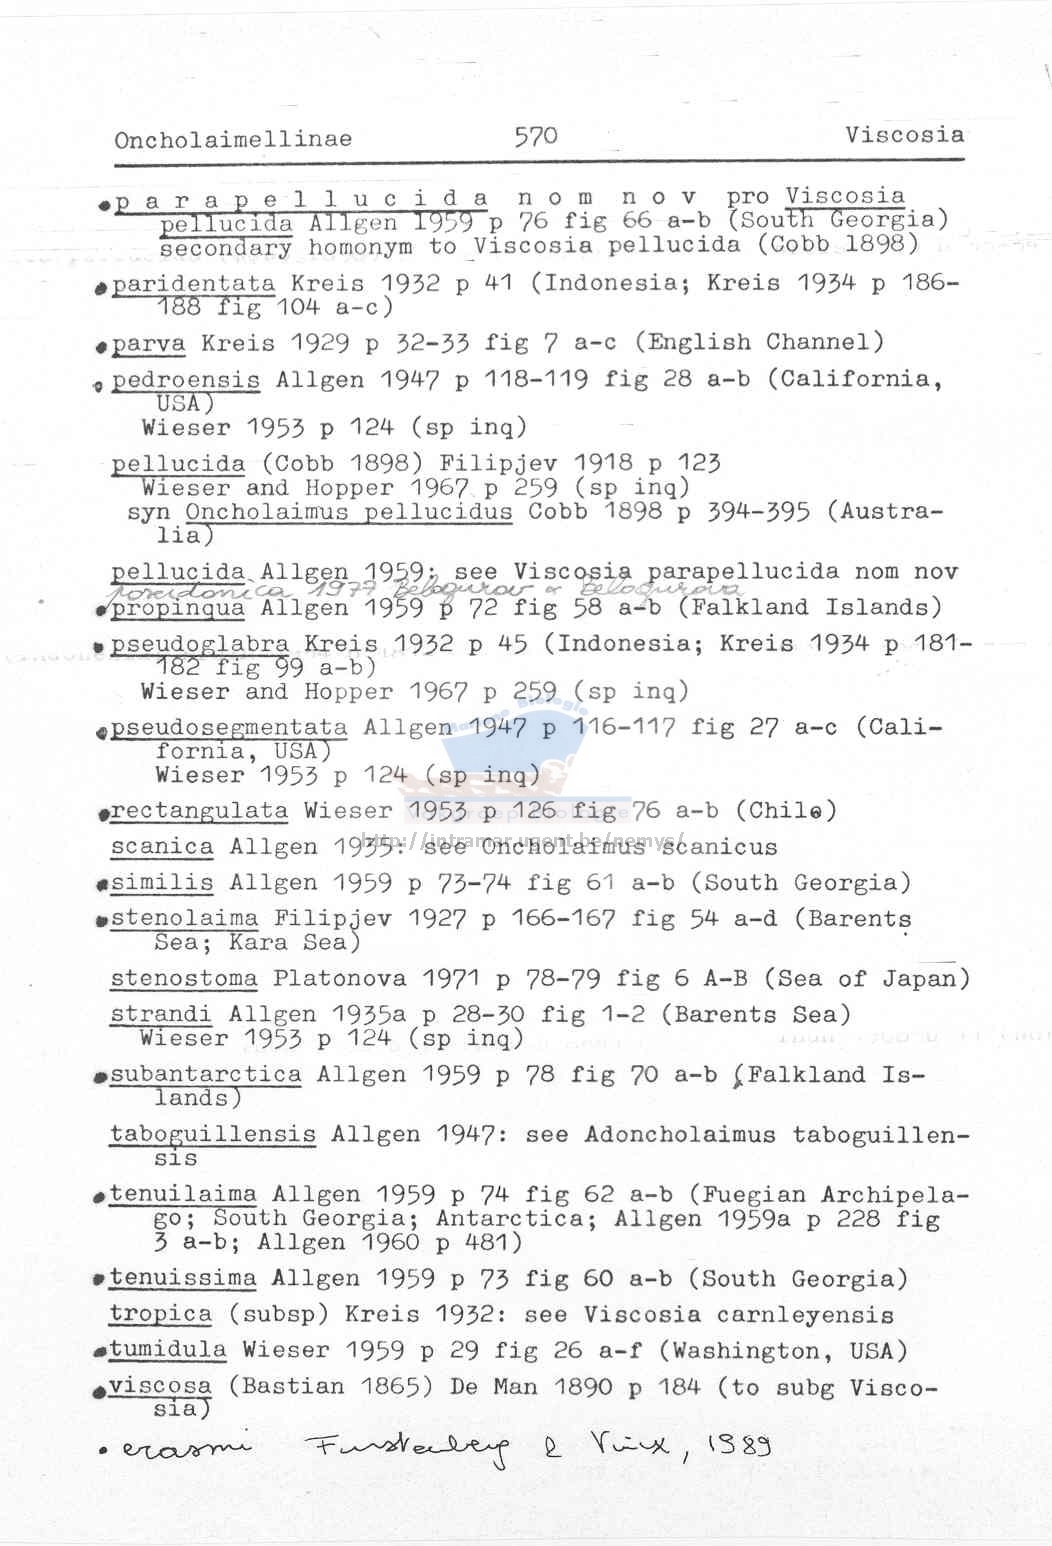 Oncholaimellinae 570 Viscosia
p a r a p e l l u c i d a  n o m  n o v  pro Viscosia
pellucida Allgen 1959 p 76 fig 66 a-b (South Georgia)
secondary homonym to Viscosia pellucida (Cobb 1898)
paridentata Kreis 1932 p 41 (Indonesia; Kreis 1934 p 186-
188 fig 104 a-c)
parva Kreis 1929 p 32-33 fig 7 a-c (English Channel)
pedroensis Allgen 1947 p 118-119 fig 28 a-b (California,
USA)
Wieser 1953 p 124 (sp inq)
pellucida (Cobb 1898) Filipjev 1918 p 123
Wieser and Hopper 1967 p 259 (sp inq)
syn Oncholaimus pellucidus Cobb 1898 p 394-395 (Austra-
lia)
pellucida Allgen 1959: see Viscosia parapellucida nom nov
poseidonica 1977 Belogurov & Belogurova
propinqua Allgen 1959 p 72 fig 58 a-b (Falkland Islands)
pseudoglabra Kreis 1932 p 45 (Indonesia; Kreis 1934 p 181-
182 fig 99 a-b)
Wieser and Hopper 1967 p 259 (sp inq)
pseudosegmentata Allgen 1947 p 116-117 fig 27 a-c (Cali-
fornia, USA)
Wieser 1953 p 124 (sp inq)
rectangulata Wieser 1953 p 126 fig 76 a-b (Chile)
http://intramar.ugent.be/nemys/
scanica Allgen 1935: see Oncholaimus scanicus
similis Allgen 1959 p 73-74 fig 61 a-b (South Georgia)
stenolaima Filipjev 1927 p 166-167 fig 54 a-d (Barents
Sea; Kara Sea)
stenostoma Platonova 1971 p 78-79 fig 6 A-B (Sea of Japan)
strandi Allgen 1935a p 28-30 fig 1-2 (Barents Sea)
Wieser 1953 p 124 (sp inq)
subantarctica Allgen 1959 p 78 fig 70 a-b (Falkland Is-
lands)
taboguillensis Allgen 1947: see Adoncholaimus taboguillen-
sis
tenuilaima Allgen 1959 p 74 fig 62 a-b (Fuegian Archipela-
go; South Georgia; Antarctica; Allgen 1959a p 228 fig
3 a-b; Allgen 1960 p 481)
tenuissima Allgen 1959 p 73 fig 60 a-b (South Georgia)
tropica (subsp) Kreis 1932: see Viscosia carnleyensis
tumidula Wieser 1959 p 29 fig 26 a-f (Washington, USA)
viscosa (Bastian 1865) De Man 1890 p 184 (to subg Visco-
sia)
erasmi Furstenberg & Vincx, 1989